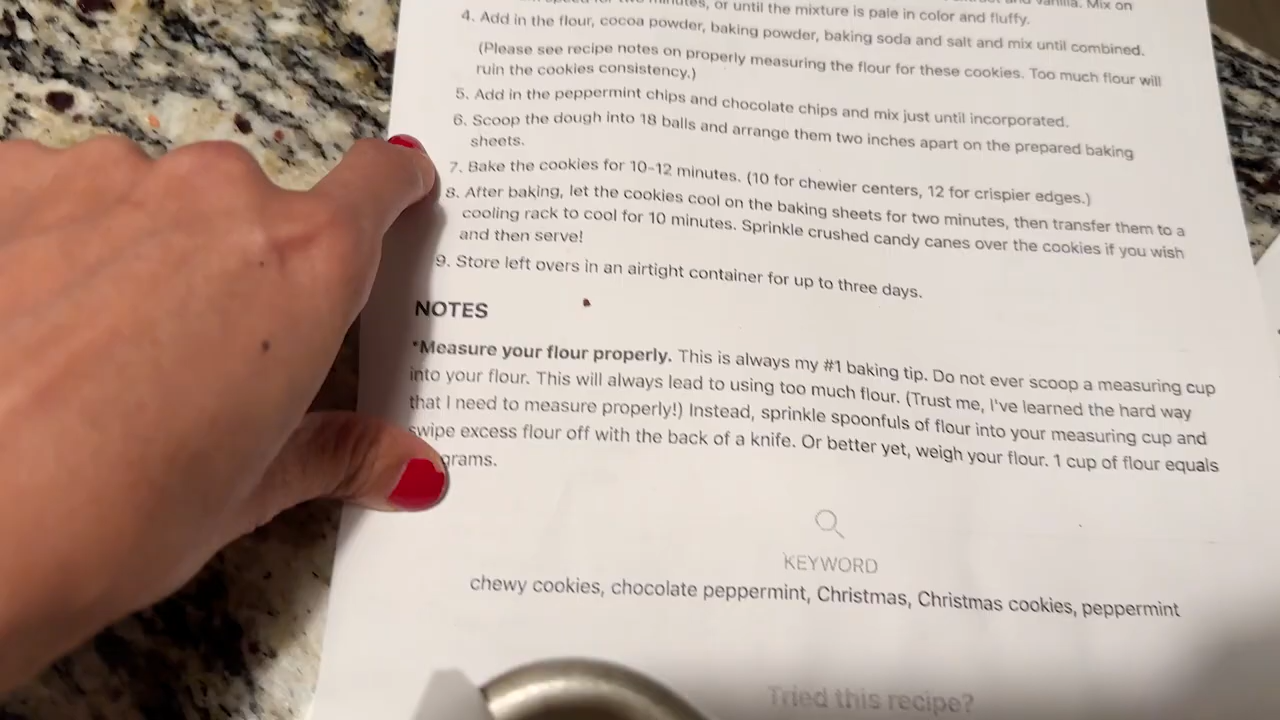 minutes, or until the mixture is pale in color and fluffy.
4. Add in the flour, cocoa powder, baking powder, baking soda and salt and mix until combined.
(Please see recipe notes on properly measuring the flour for these cookies. Too much flour will
ruin the cookies consistency.)
5. Add in the peppermint chips and chocolate chips and mix just until incorporated.
6. Scoop the dough into 18 balls and arrange them two inches apart on the prepared baking
sheets.
7. Bake the cookies for 10-12 minutes. (10 for chewier centers, 12 for crispier edges.)
8. After baking, let the cookies cool on the baking sheets for two minutes, then transfer them to a
cooling rack to cool for 10 minutes. Sprinkle crushed candy canes over the cookies if you wish
and then serve!
9. Store left overs in an airtight container for up to three days.
NOTES
*Measure your flour properly. This is always my #1 baking tip. Do not ever scoop a measuring cup
into your flour. This will always lead to using too much flour. (Trust me, I've learned the hard way
that I need to measure properly!) Instead, sprinkle spoonfuls of flour into your measuring cup and
swipe excess flour off with the back of a knife. Or better yet, weigh your flour. 1 cup of flour equals
grams.
KEYWORD
chewy cookies, chocolate peppermint, Christmas, Christmas cookies, peppermint
Tried this recipe?